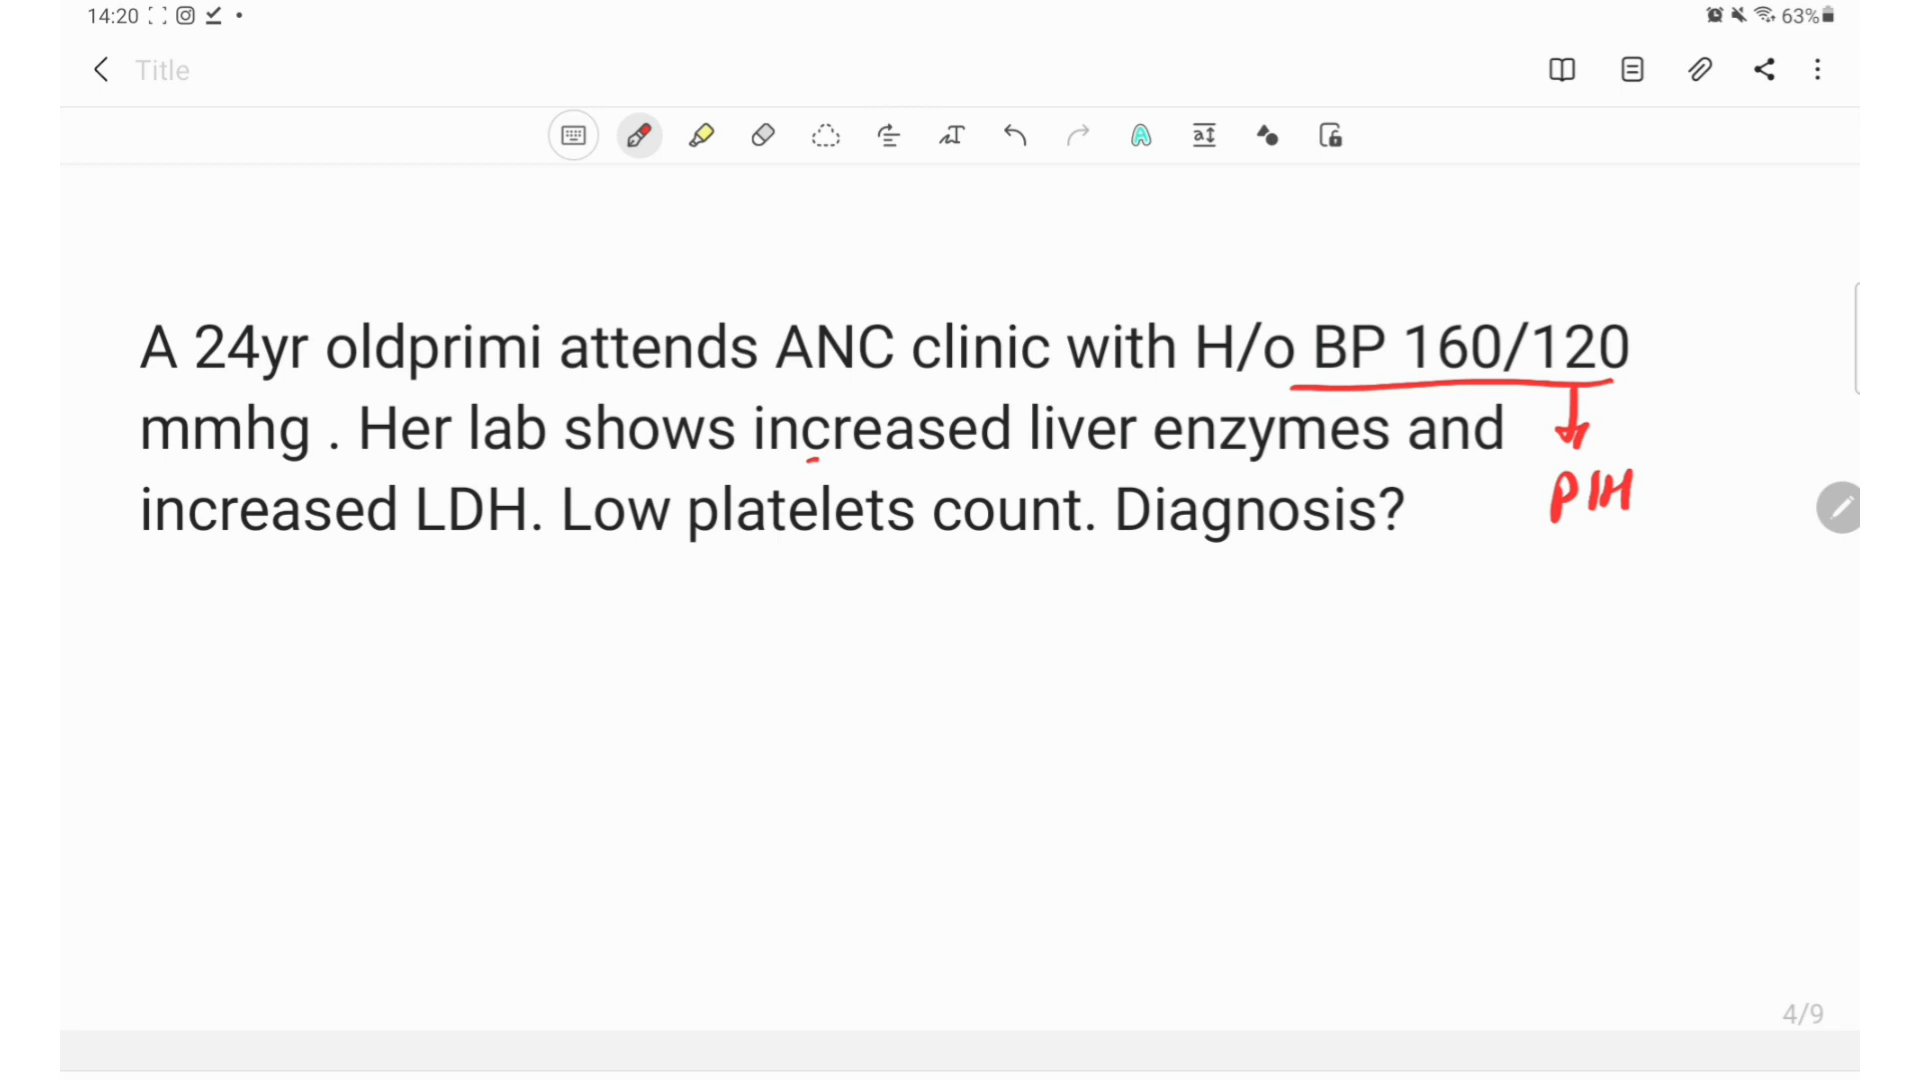 14:20
63%
Title
A 24yr oldprimi attends ANC clinic with H/o BP 160/120
mmhg . Her lab shows increased liver enzymes and
increased LDH. Low platelets count. Diagnosis?
PIH
4/9